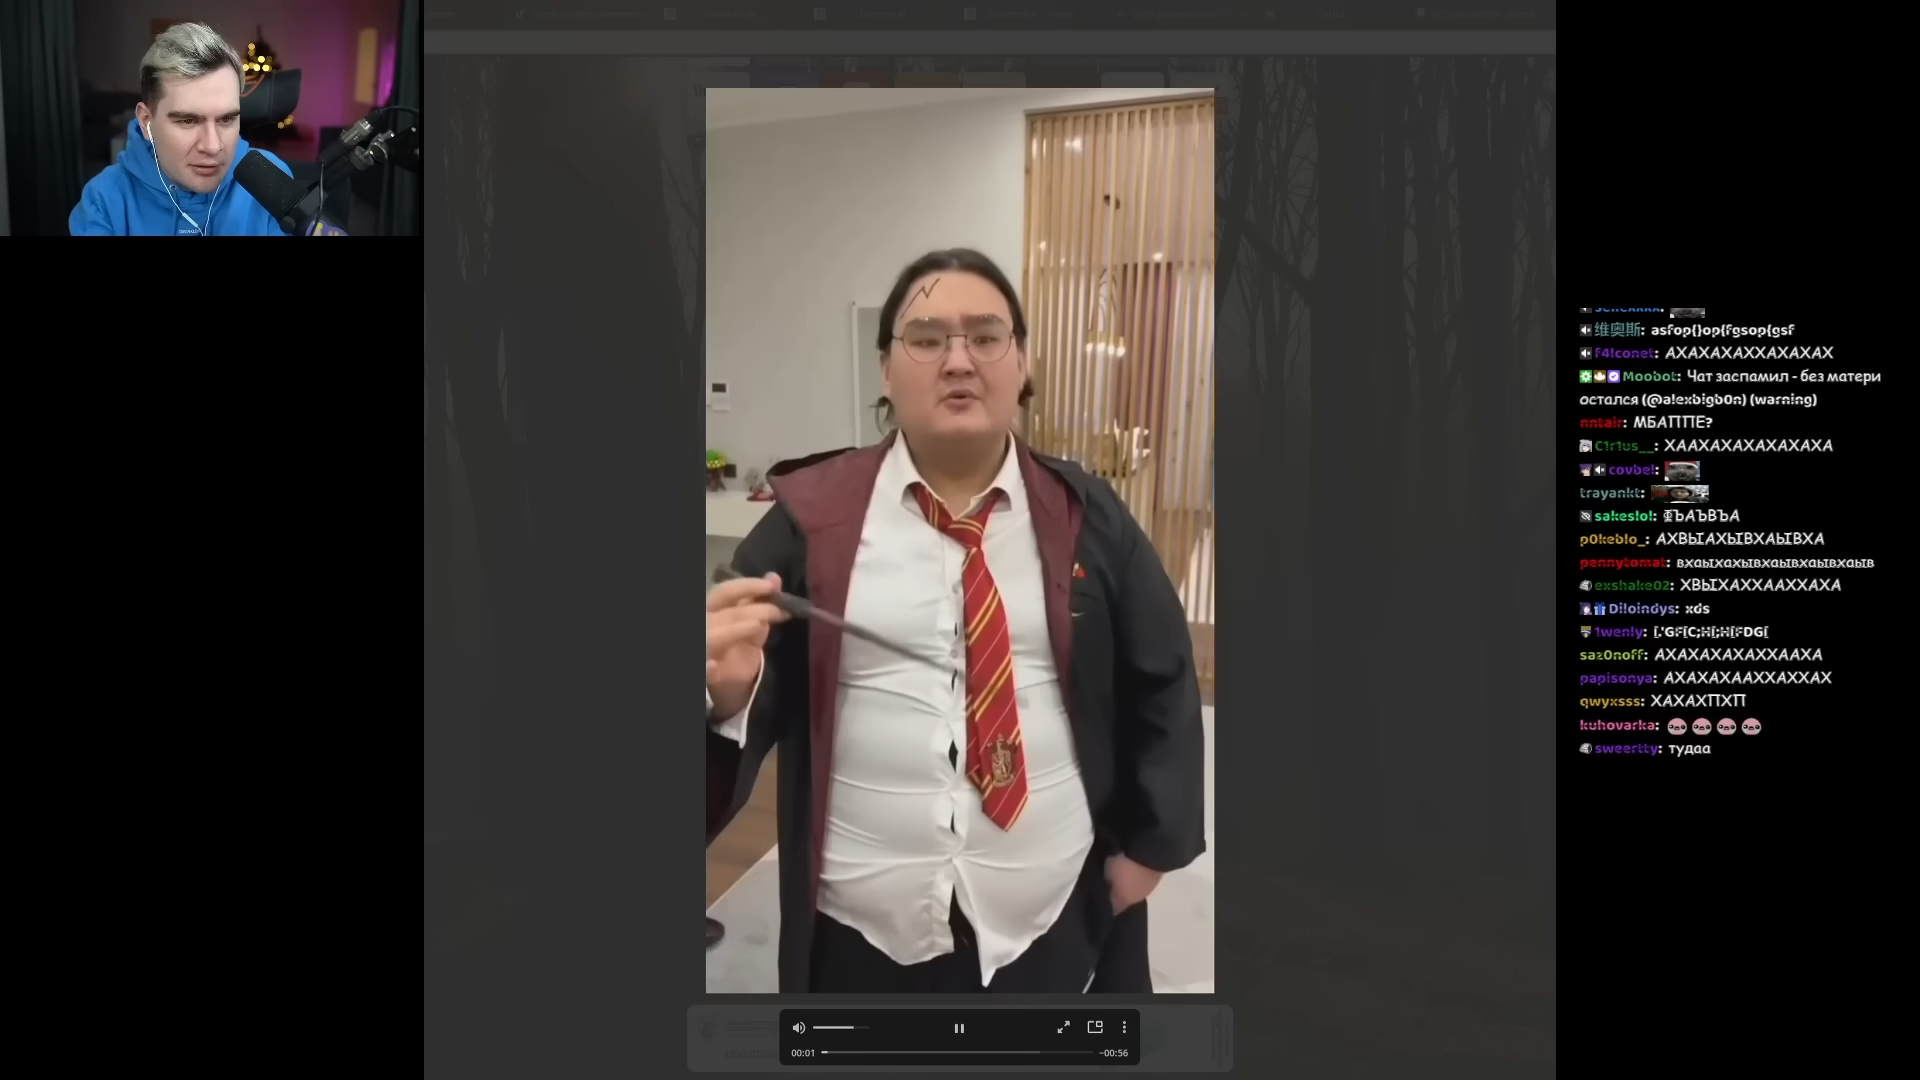 维奥斯: asfop{}op{fgsop{gsf
f4lconet: АХАХАХАХХАХАХАХ
Moobot: Чат заспамил - без матери
остался (@alexbigb0n) (warning)
nntair: МБАППЕ?
C1r1us__: ХААХАХАХАХАХАХА
covbel:
trayankt:
sakeslol: ФЪАЪВЪА
p0keblo_: АХВЫАХЫВХАЫВХА
pennytomat: вхаыхахывхаывхаывхаыв
exshake02: ХВЫХАХХААХХАХА
Diloindys: xds
1wenly: [.'GF[C;H[;H[FDG[
saz0noff: АХАХАХАХАХХААХА
papisonya: АХАХАХААХХАХХАХ
qwyxsss: ХАХАХПХП
kuhovarka:
sweertty: тудаа
00:01
−00:56